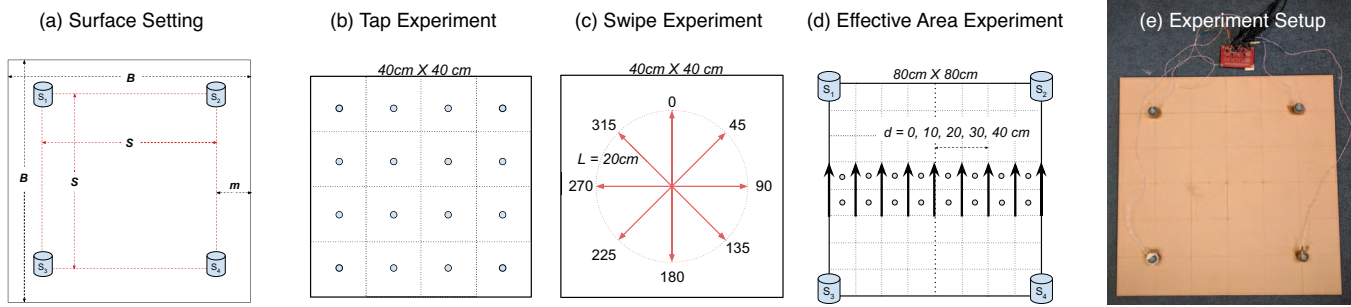 (a) Surface Setting
B
S1
S2
S
B
S
m
S3
S4
(b) Tap Experiment
40cm X 40 cm
(c) Swipe Experiment
40cm X 40 cm
0
315
45
L = 20cm
270
90
225
135
180
(d) Effective Area Experiment
80cm X 80cm
S1
S2
d = 0, 10, 20, 30, 40 cm
S3
S4
(e) Experiment Setup